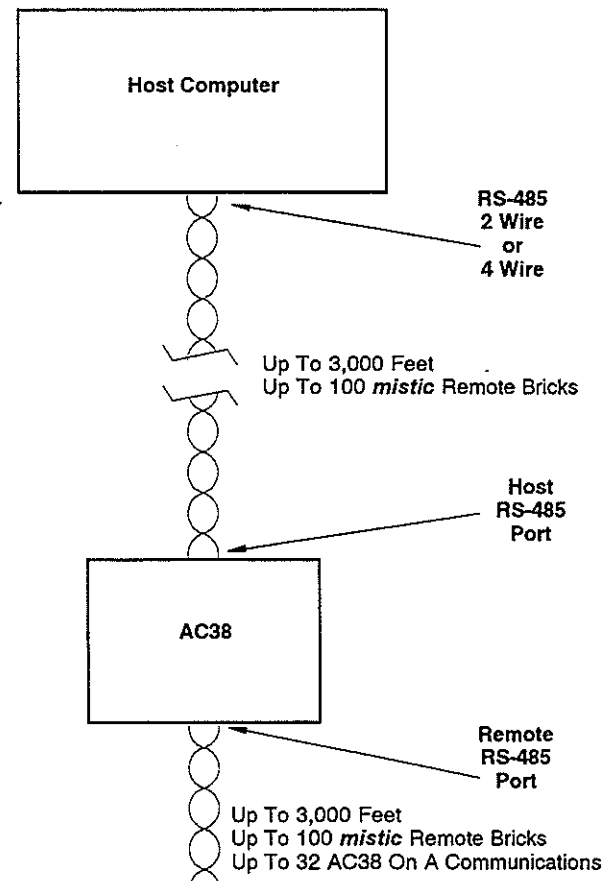 Host Computer
RS-485
2 Wire
or
4 Wire
Up To 3,000 Feet
Up To 100 mistic Remote Bricks
Host
RS-485
Port
AC38
Remote
RS-485
Port
Up To 3,000 Feet
Up To 100 mistic Remote Bricks
Up To 32 AC38 On A Communications